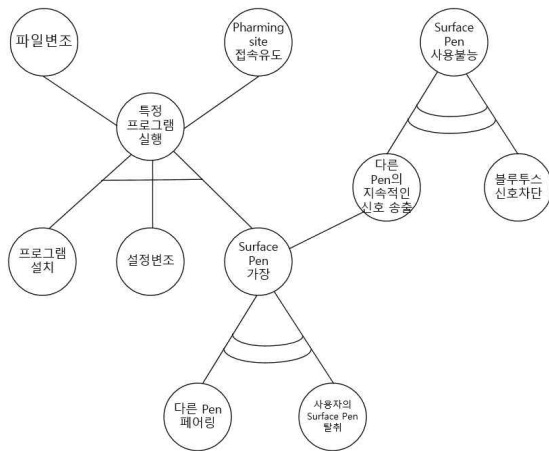 파일변조
Pharming
site
접속유도
Surface
Pen
사용불능
특정
프로그램
실행
다른
Pen의
지속적인
신호 송출
블루투스
신호차단
프로그램
설치
설정변조
Surface
Pen
가장
다른 Pen
페어링
사용자의
Surface Pen
탈취